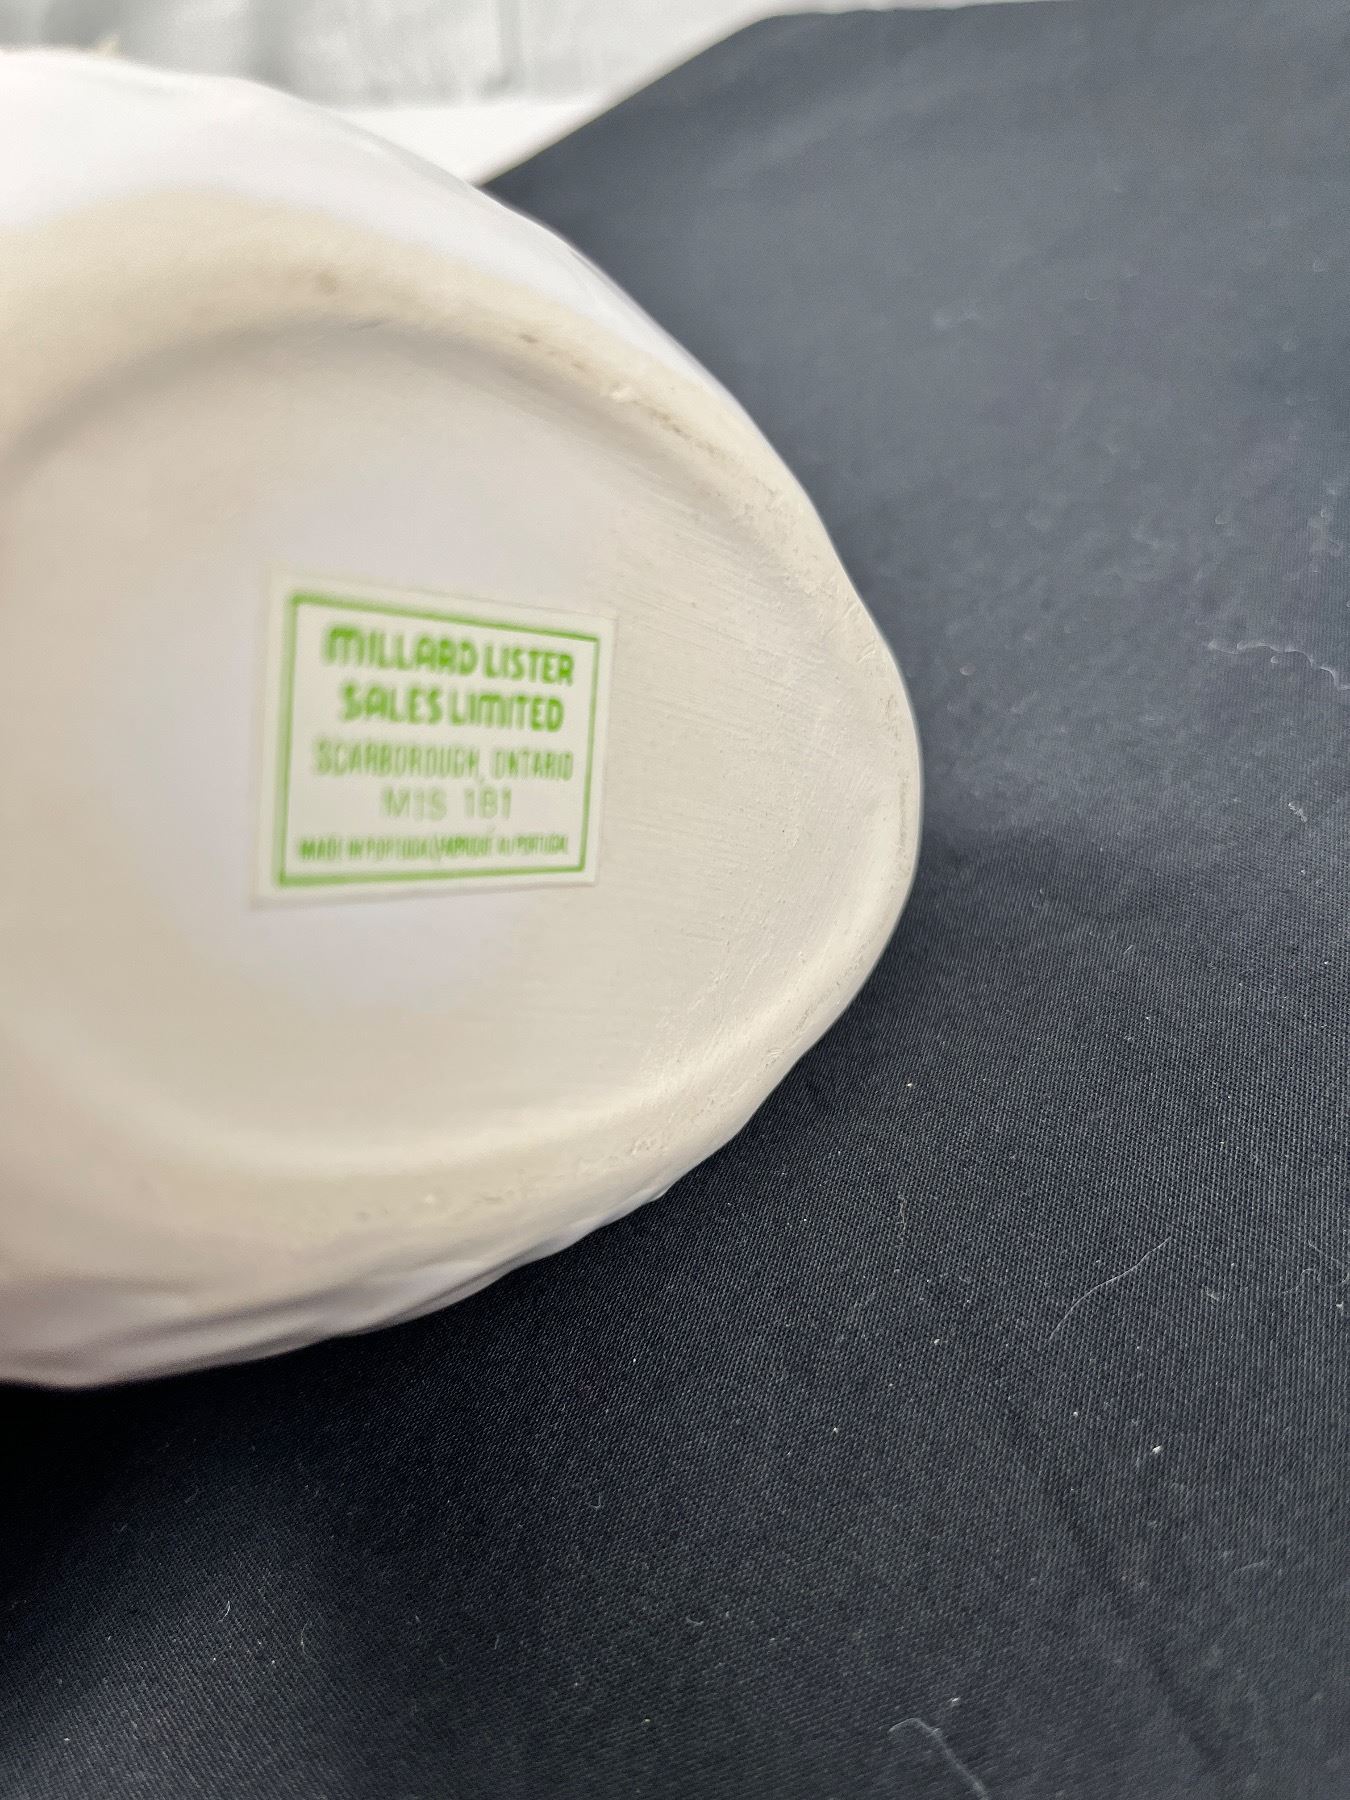 MILLARD LISTER
SALES LIMITED
SCARBOROUGH, ONTARIO
M1S 1B1
MADE IN PORTUGAL/FABRIQUÉ AU PORTUGAL